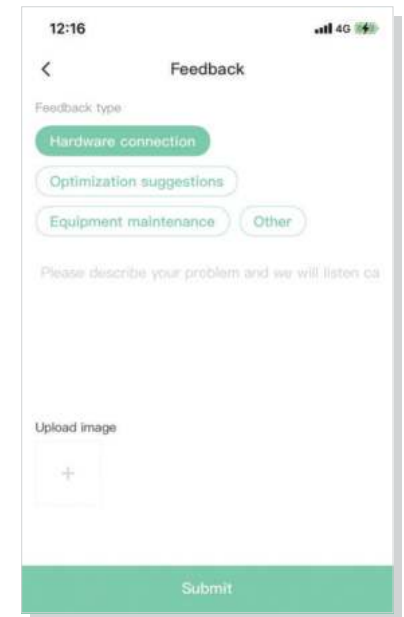 12:16 4G
Feedback
Feedback type
Hardware connection
Optimization suggestions
Equipment maintenance Other
Please describe your problem and we will listen ca
Upload image
Submit